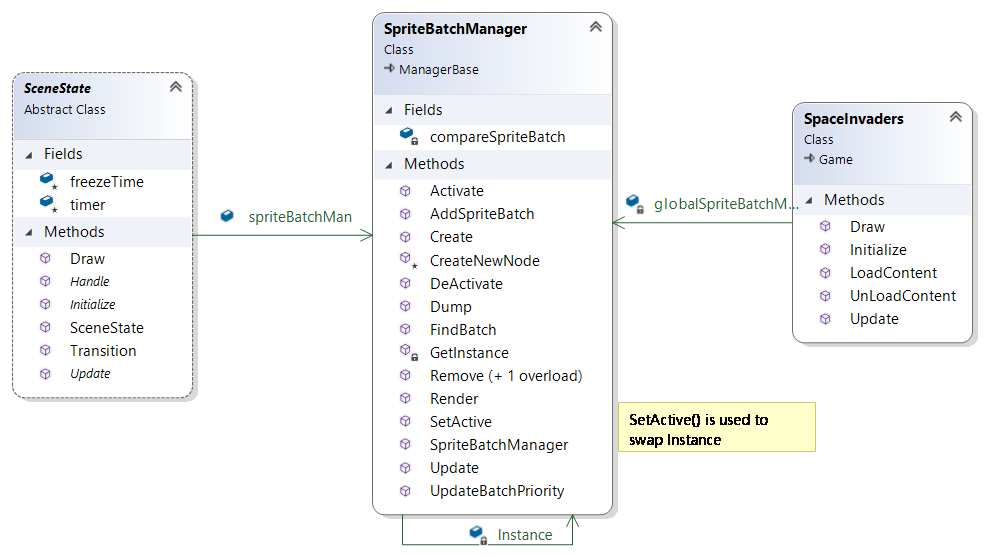 SceneState
Abstract Class
Fields
freezeTime
timer
Methods
Draw
Handle
Initialize
SceneState
Transition
Update
spriteBatchMan
SpriteBatchManager
Class
ManagerBase
Fields
compareSpriteBatch
Methods
Activate
AddSpriteBatch
Create
CreateNewNode
DeActivate
Dump
FindBatch
GetInstance
Remove (+ 1 overload)
Render
SetActive
SpriteBatchManager
Update
UpdateBatchPriority
Instance
globalSpriteBatchM...
SpaceInvaders
Class
Game
Methods
Draw
Initialize
LoadContent
UnLoadContent
Update
SetActive() is used to
swap Instance